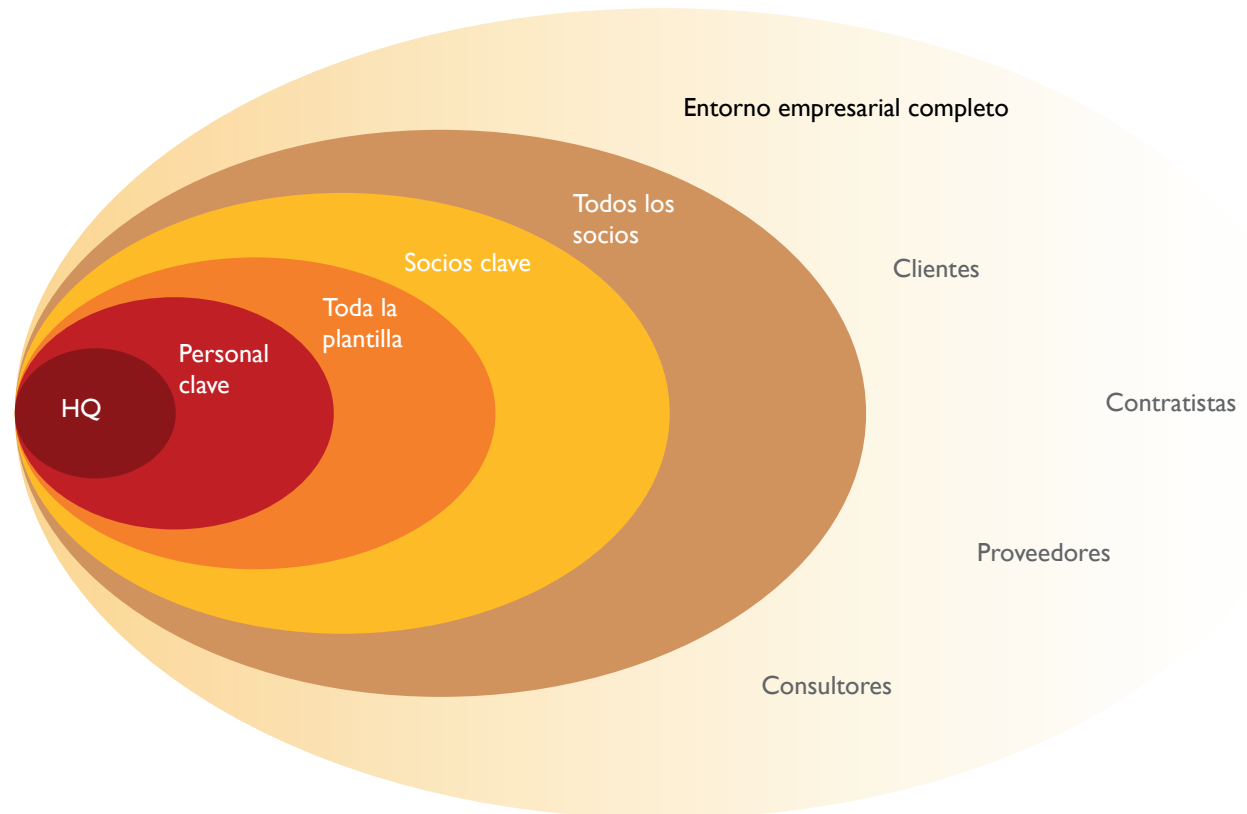 Entorno empresarial completo
Todos los
socios
Socios clave
Clientes
Toda la
plantilla
Personal
clave
HQ
Contratistas
Proveedores
Consultores